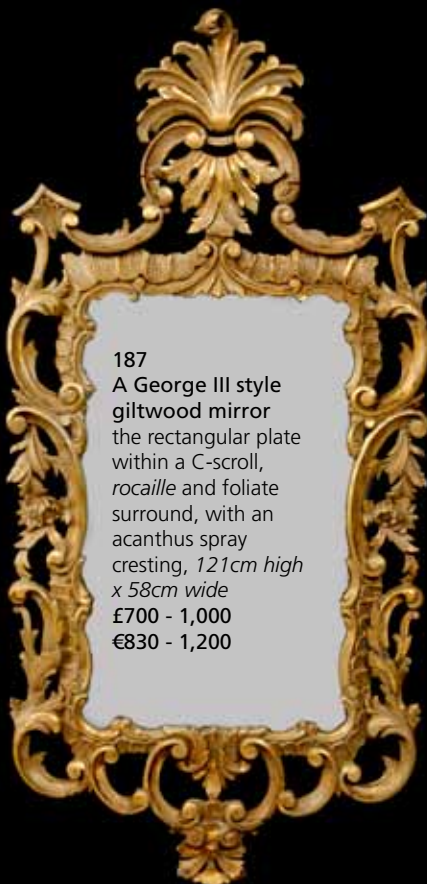 187
A George III style
giltwood mirror
the rectangular plate
within a C-scroll,
rocaille and foliate
surround, with an
acanthus spray
cresting, 121cm high
x 58cm wide
£700 - 1,000
€830 - 1,200